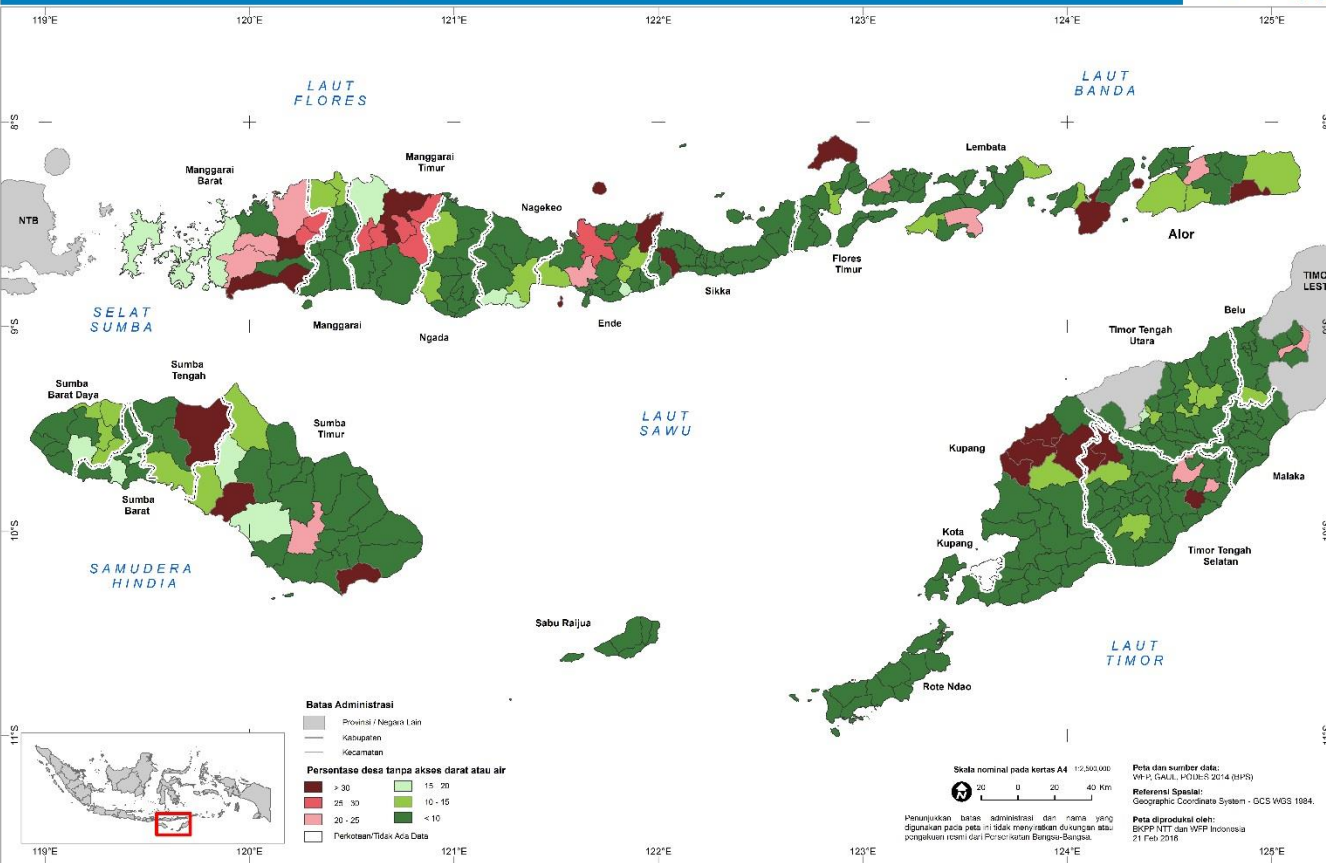 119°E 120°E 121°E 122°E 123°E 124°E 125°E
LAUT
FLORES
LAUT
BANDA
8°S
8°S
Manggarai
Barat
Manggarai
Timur
Lembata
NTB
Nagekeo
Alor
Flores
Timur
Sikka
TIMO
LEST
SELAT
SUMBA
Manggarai
Ngada
Ende
Belu
Timor Tengah
Utara
9°S
9°S
Sumba
Tengah
Sumba
Barat Daya
Sumba
Timur
LAUT
SAWU
Kupang
Malaka
Sumba
Barat
10°S
10°S
Kota
Kupang
Timor Tengah
Selatan
SAMUDERA
HINDIA
Sabu Raijua
LAUT
TIMOR
Rote Ndao
11°S
11°S
Batas Administrasi
Provinsi / Negara Lain
Kabupaten
Kecamatan
Persentase desa tanpa akses darat atau air
> 30
25 - 30
20 - 25
15 - 20
10 - 15
< 10
Perkotaan/Tidak Ada Data
Skala nominal pada kertas A4 1:2,500,000
20 0 20 40 Km
Penunjukkan batas administrasi dan nama yang
digunakan pada peta ini tidak menyiratkan dukungan atau
pengakuan resmi dari Perserikatan Bangsa-Bangsa.
Peta dan sumber data:
WFP, GAUL, PODES 2014 (BPS)
Referensi Spasial:
Geographic Coordinate System - GCS WGS 1984.
Peta diproduksi oleh:
BKPP NTT dan WFP Indonesia
21 Feb 2016
119°E 120°E 121°E 122°E 123°E 124°E 125°E